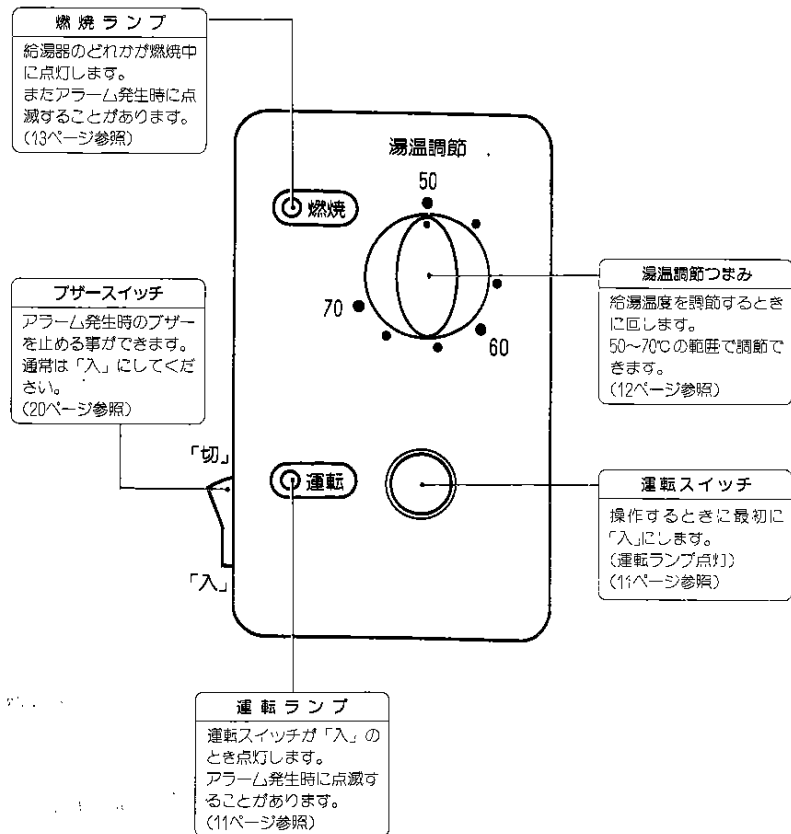 燃焼ランプ
給湯器のどれかが燃焼中
に点灯します。
またアラーム発生時に点
滅することがあります。
(13ページ参照)
湯温調節
50
燃焼
70
60
湯温調節つまみ
給湯温度を調節するとき
に回します。
50〜70℃の範囲で調節で
きます。
(12ページ参照)
ブザースイッチ
アラーム発生時のブザー
を止める事ができます。
通常は「入」にしてくだ
さい。
(20ページ参照)
「切」
運転
「入」
運転スイッチ
操作するときに最初に
「入」にします。
(運転ランプ点灯)
(11ページ参照)
運転ランプ
運転スイッチが「入」の
とき点灯します。
アラーム発生時に点滅す
ることがあります。
(11ページ参照)